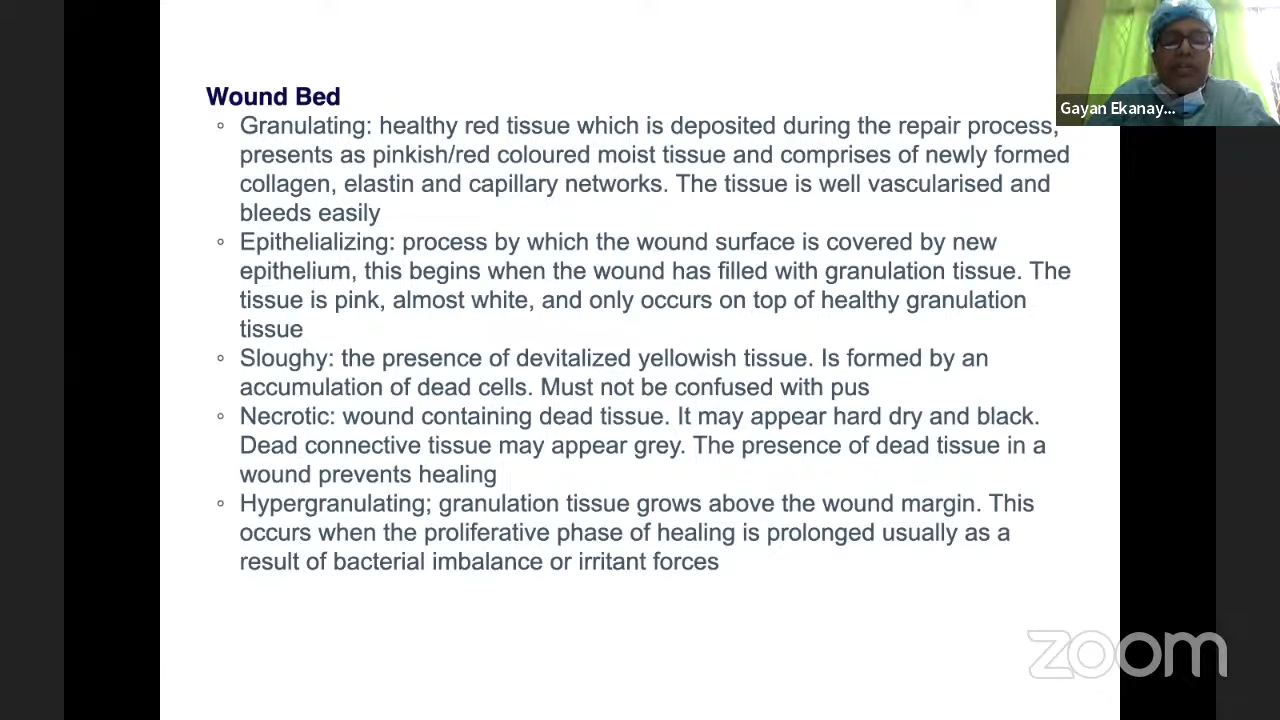 Wound Bed
◦ Granulating: healthy red tissue which is deposited during the repair process,
presents as pinkish/red coloured moist tissue and comprises of newly formed
collagen, elastin and capillary networks. The tissue is well vascularised and
bleeds easily
◦ Epithelializing: process by which the wound surface is covered by new
epithelium, this begins when the wound has filled with granulation tissue. The
tissue is pink, almost white, and only occurs on top of healthy granulation
tissue
◦ Sloughy: the presence of devitalized yellowish tissue. Is formed by an
accumulation of dead cells. Must not be confused with pus
◦ Necrotic: wound containing dead tissue. It may appear hard dry and black.
Dead connective tissue may appear grey. The presence of dead tissue in a
wound prevents healing
◦ Hypergranulating; granulation tissue grows above the wound margin. This
occurs when the proliferative phase of healing is prolonged usually as a
result of bacterial imbalance or irritant forces
Gayan Ekanay...
zoom